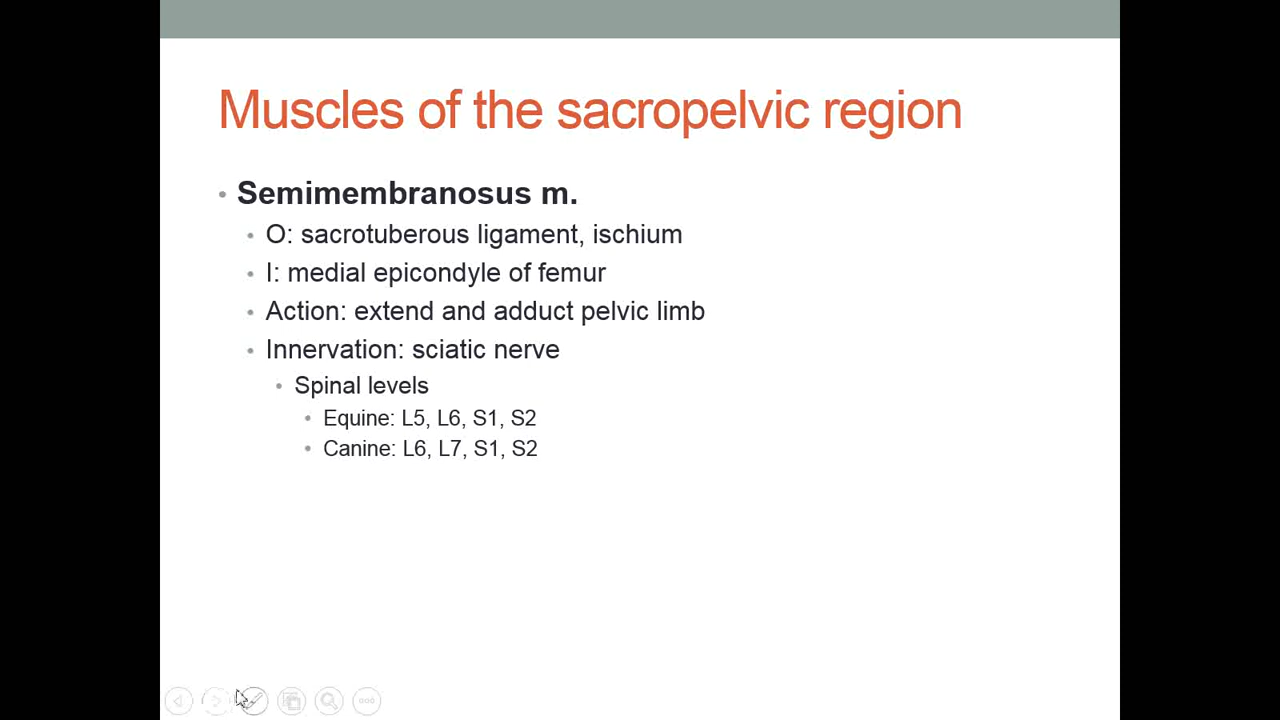 Muscles of the sacropelvic region
• Semimembranosus m.
• O: sacrotuberous ligament, ischium
• I: medial epicondyle of femur
• Action: extend and adduct pelvic limb
• Innervation: sciatic nerve
• Spinal levels
• Equine: L5, L6, S1, S2
• Canine: L6, L7, S1, S2